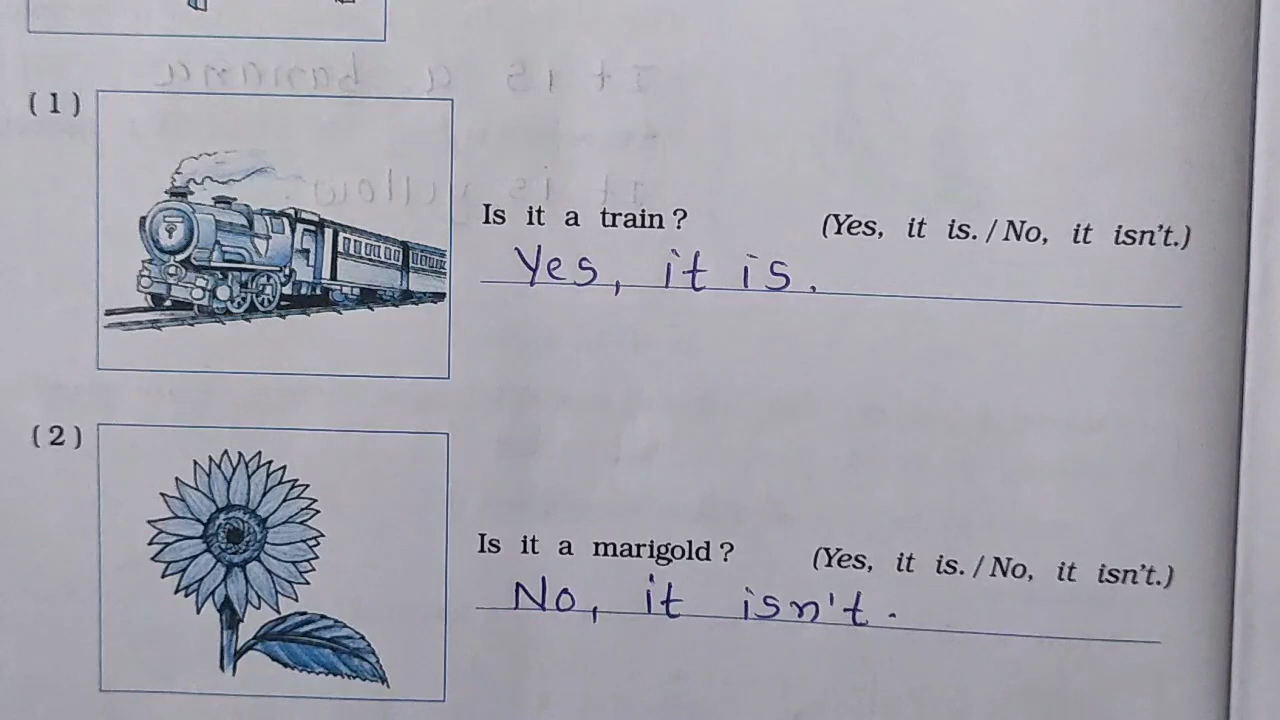 (1)
Is it a train ? (Yes, it is. / No, it isn't.)
Yes, it is.
(2)
Is it a marigold ? (Yes, it is. / No, it isn't.)
No, it isn't.